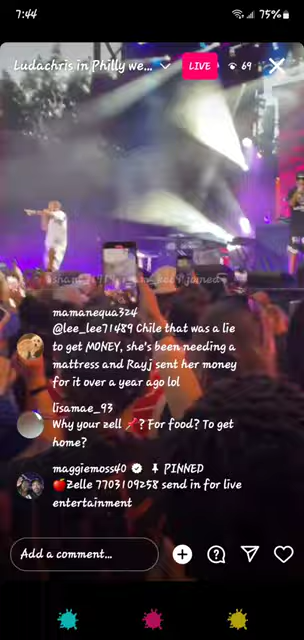 7:44
75%
Ludachris in Philly we...
LIVE
69
joined
mamanequa324
@lee_lee71489 Chile that was a lie
to get MONEY, she's been needing a
mattress and Rayj sent her money
for it over a year ago lol
lisamae_93
Why your zell 📌? For food? To get
home?
maggiemoss40 PINNED
🍎Zelle 7703109258 send in for live
entertainment
Add a comment...